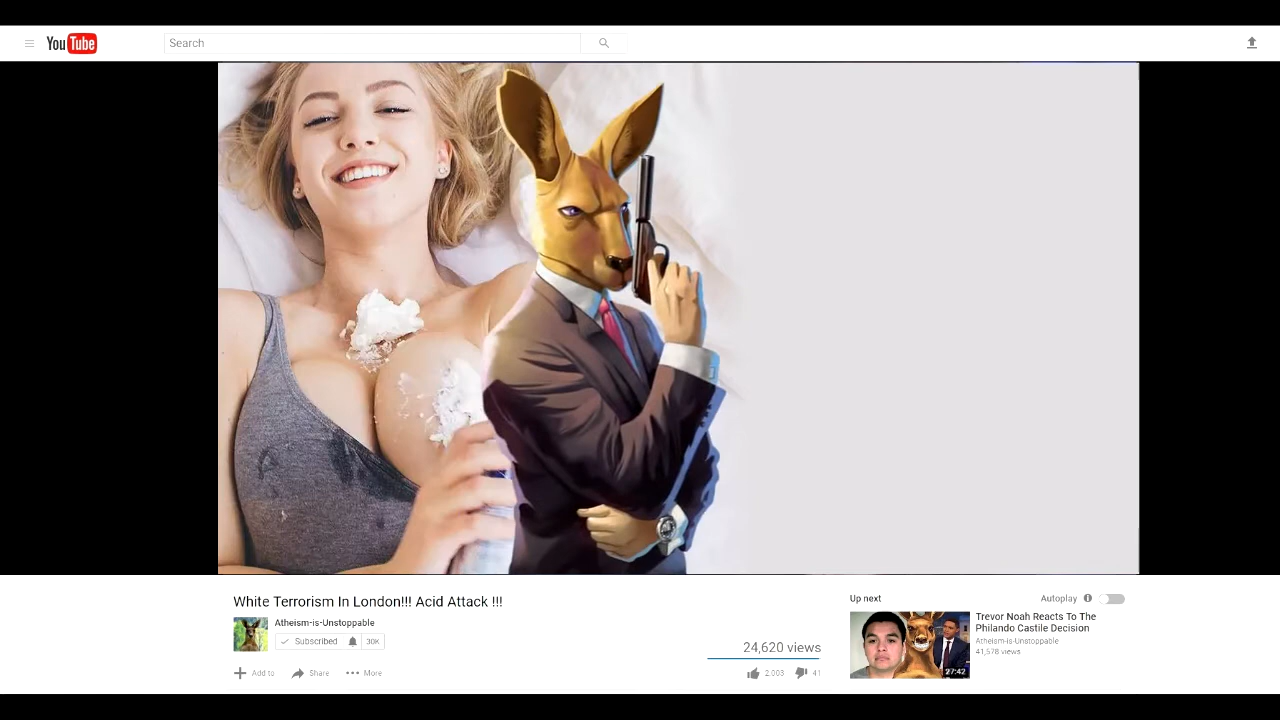 YouTube
Search
White Terrorism In London!!! Acid Attack !!!
Atheism-is-Unstoppable
Subscribed 30K
24,620 views
Add to Share More
2,003 41
Up next
Autoplay
Trevor Noah Reacts To The
Philando Castile Decision
Atheism-is-Unstoppable
41,578 views
27:42